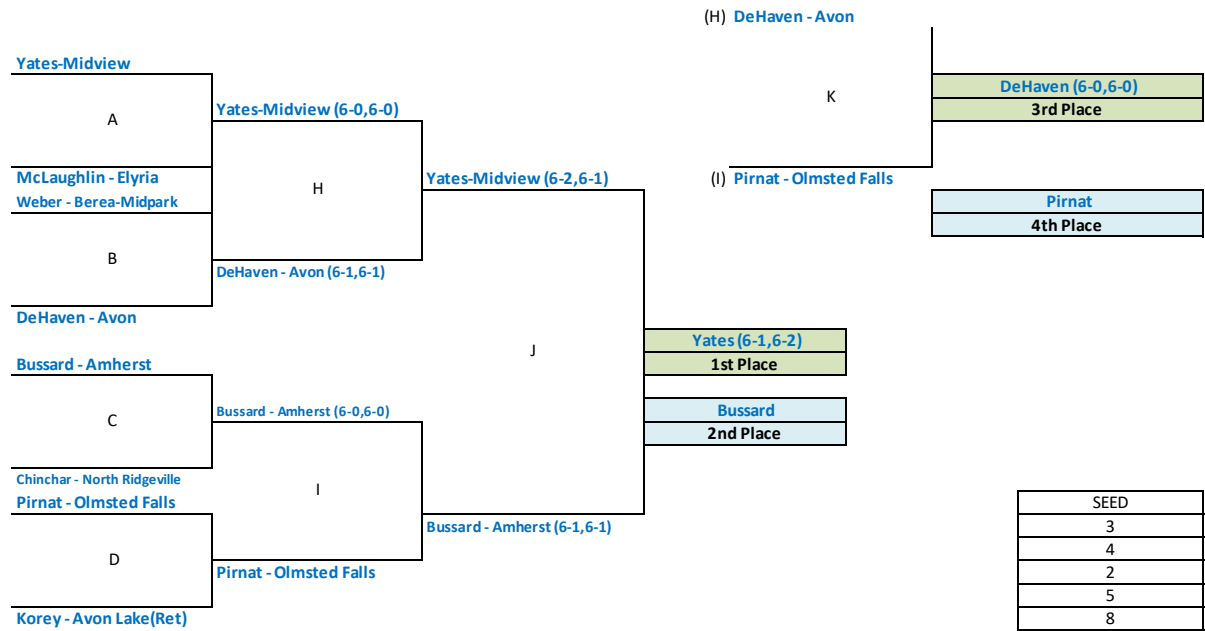 (H) DeHaven - Avon
Yates-Midview
DeHaven (6-0,6-0)
K
Yates-Midview (6-0,6-0)
3rd Place
A
McLaughlin - Elyria
Yates-Midview (6-2,6-1)
(I) Pirnat - Olmsted Falls
H
Weber - Berea-Midpark
Pirnat
4th Place
B
DeHaven - Avon (6-1,6-1)
DeHaven - Avon
Yates (6-1,6-2)
J
Bussard - Amherst
1st Place
Bussard - Amherst (6-0,6-0)
Bussard
C
2nd Place
Chinchar - North Ridgeville
I
Pirnat - Olmsted Falls
SEED
Bussard - Amherst (6-1,6-1)
3
4
D
Pirnat - Olmsted Falls
2
5
Korey - Avon Lake(Ret)
8